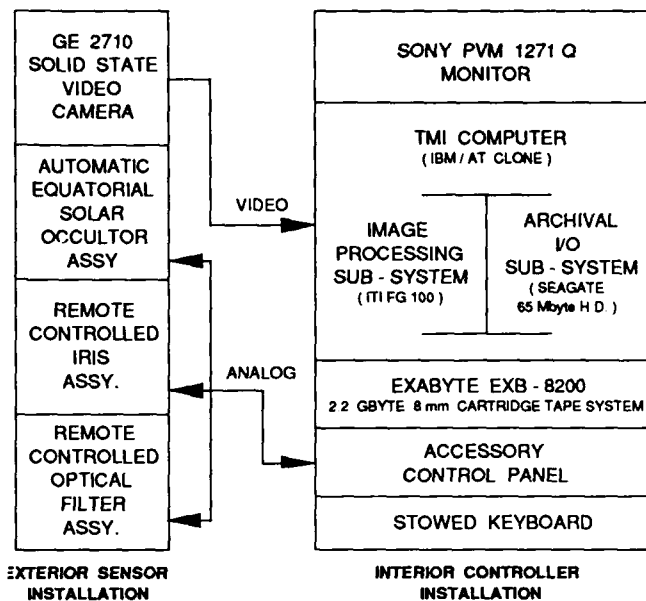 GE 2710
SOLID STATE
VIDEO
CAMERA
AUTOMATIC
EQUATORIAL
SOLAR
OCCULTOR
ASSY
REMOTE
CONTROLLED
IRIS
ASSY.
REMOTE
CONTROLLED
OPTICAL
FILTER
ASSY.
EXTERIOR SENSOR
INSTALLATION
VIDEO
ANALOG
SONY PVM 1271 Q
MONITOR
TMI COMPUTER
( IBM / AT CLONE )
IMAGE
PROCESSING
SUB - SYSTEM
( ITI FG 100 )
ARCHIVAL
I/O
SUB - SYSTEM
( SEAGATE
65 Mbyte H D. )
EXABYTE EXB - 8200
2.2 GBYTE 8 mm CARTRIDGE TAPE SYSTEM
ACCESSORY
CONTROL PANEL
STOWED KEYBOARD
INTERIOR CONTROLLER
INSTALLATION